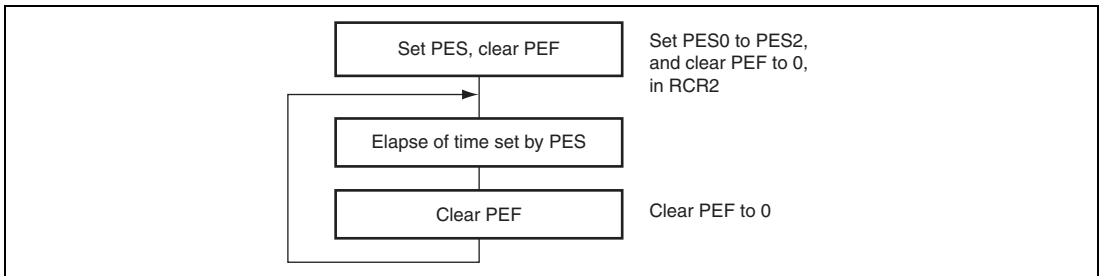 Set PES, clear PEF
Set PES0 to PES2,
and clear PEF to 0,
in RCR2
Elapse of time set by PES
Clear PEF
Clear PEF to 0